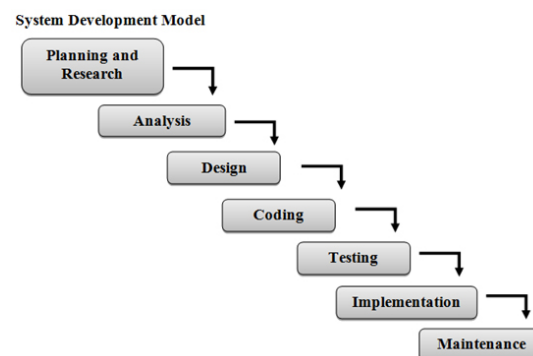 System Development Model
Planning and
Research
Analysis
Design
Coding
Testing
Implementation
Maintenance